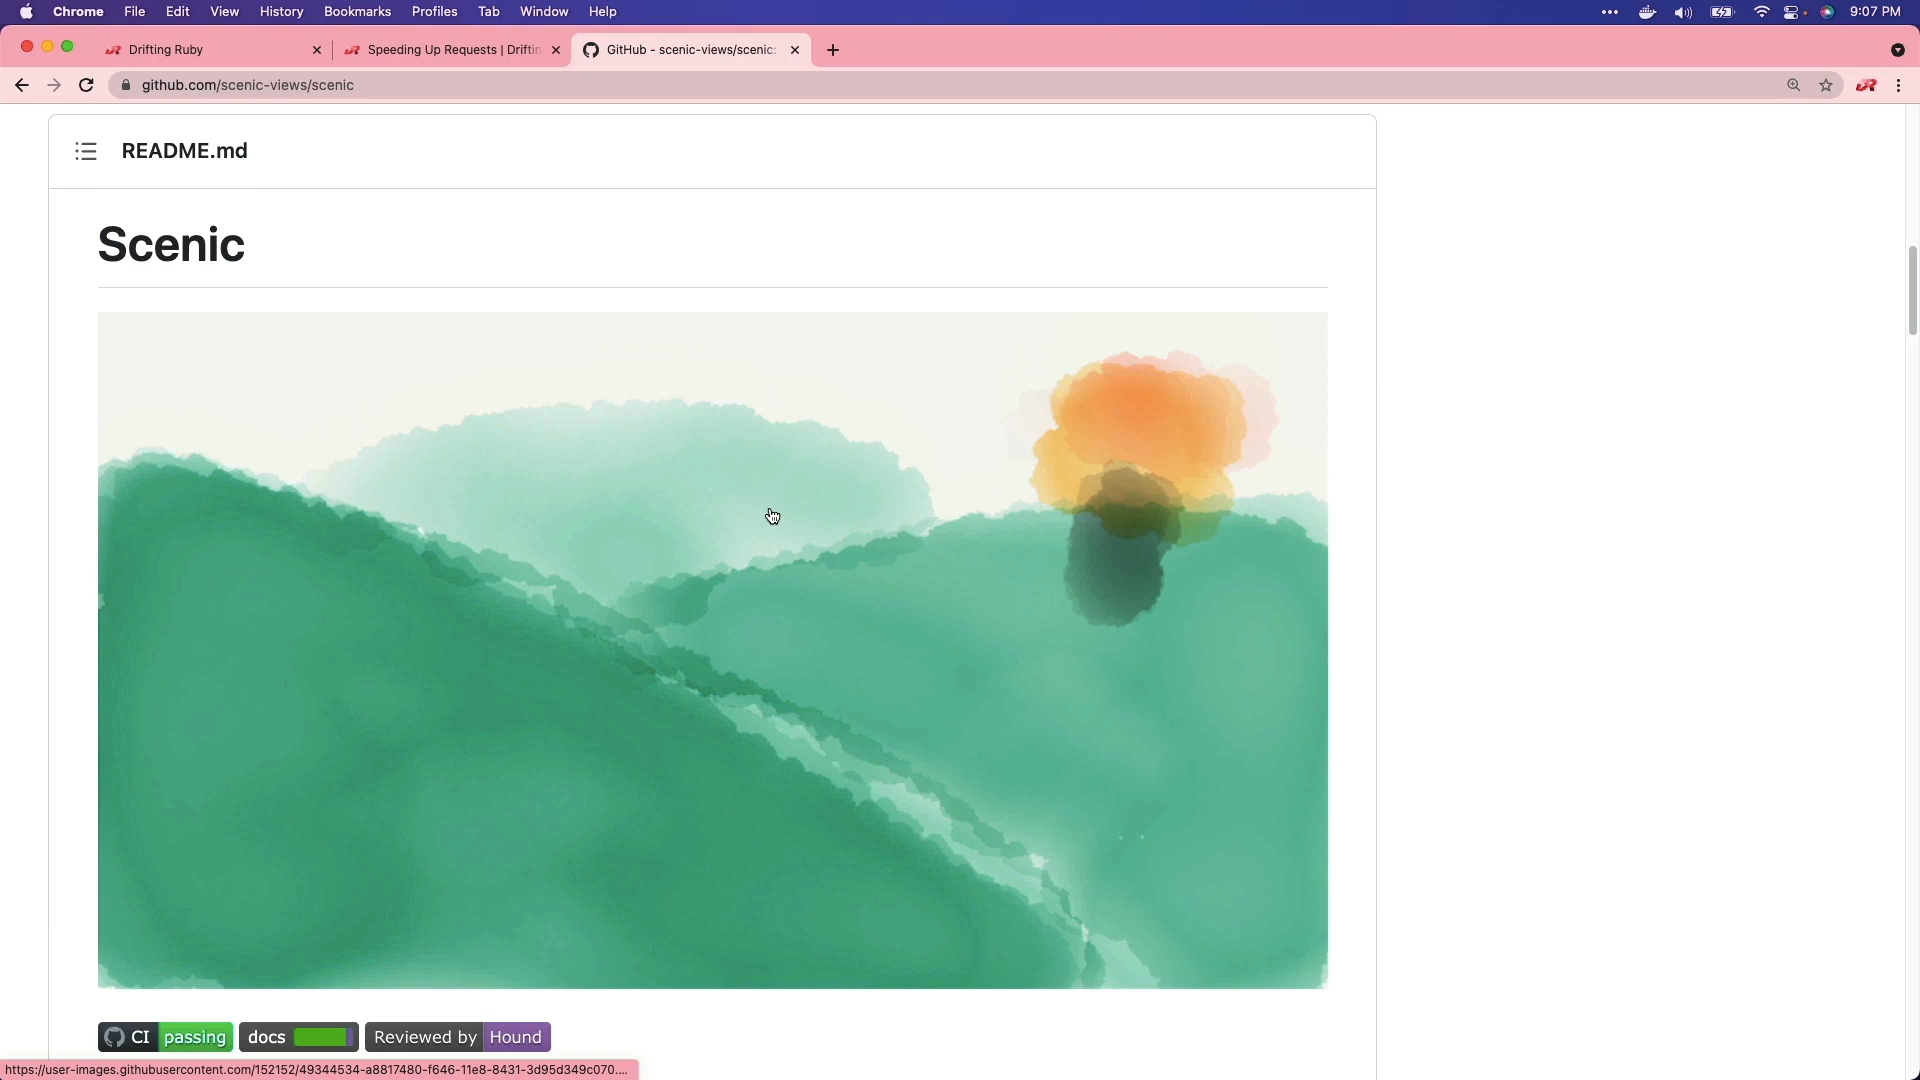 Chrome File Edit View History Bookmarks Profiles Tab Window Help 9:07 PM
Drifting Ruby
Speeding Up Requests | Driftin
GitHub - scenic-views/scenic:
github.com/scenic-views/scenic
README.md
Scenic
CI passing docs Reviewed by Hound
https://user-images.githubusercontent.com/152152/49344534-a8817480-f646-11e8-8431-3d95d349c070....